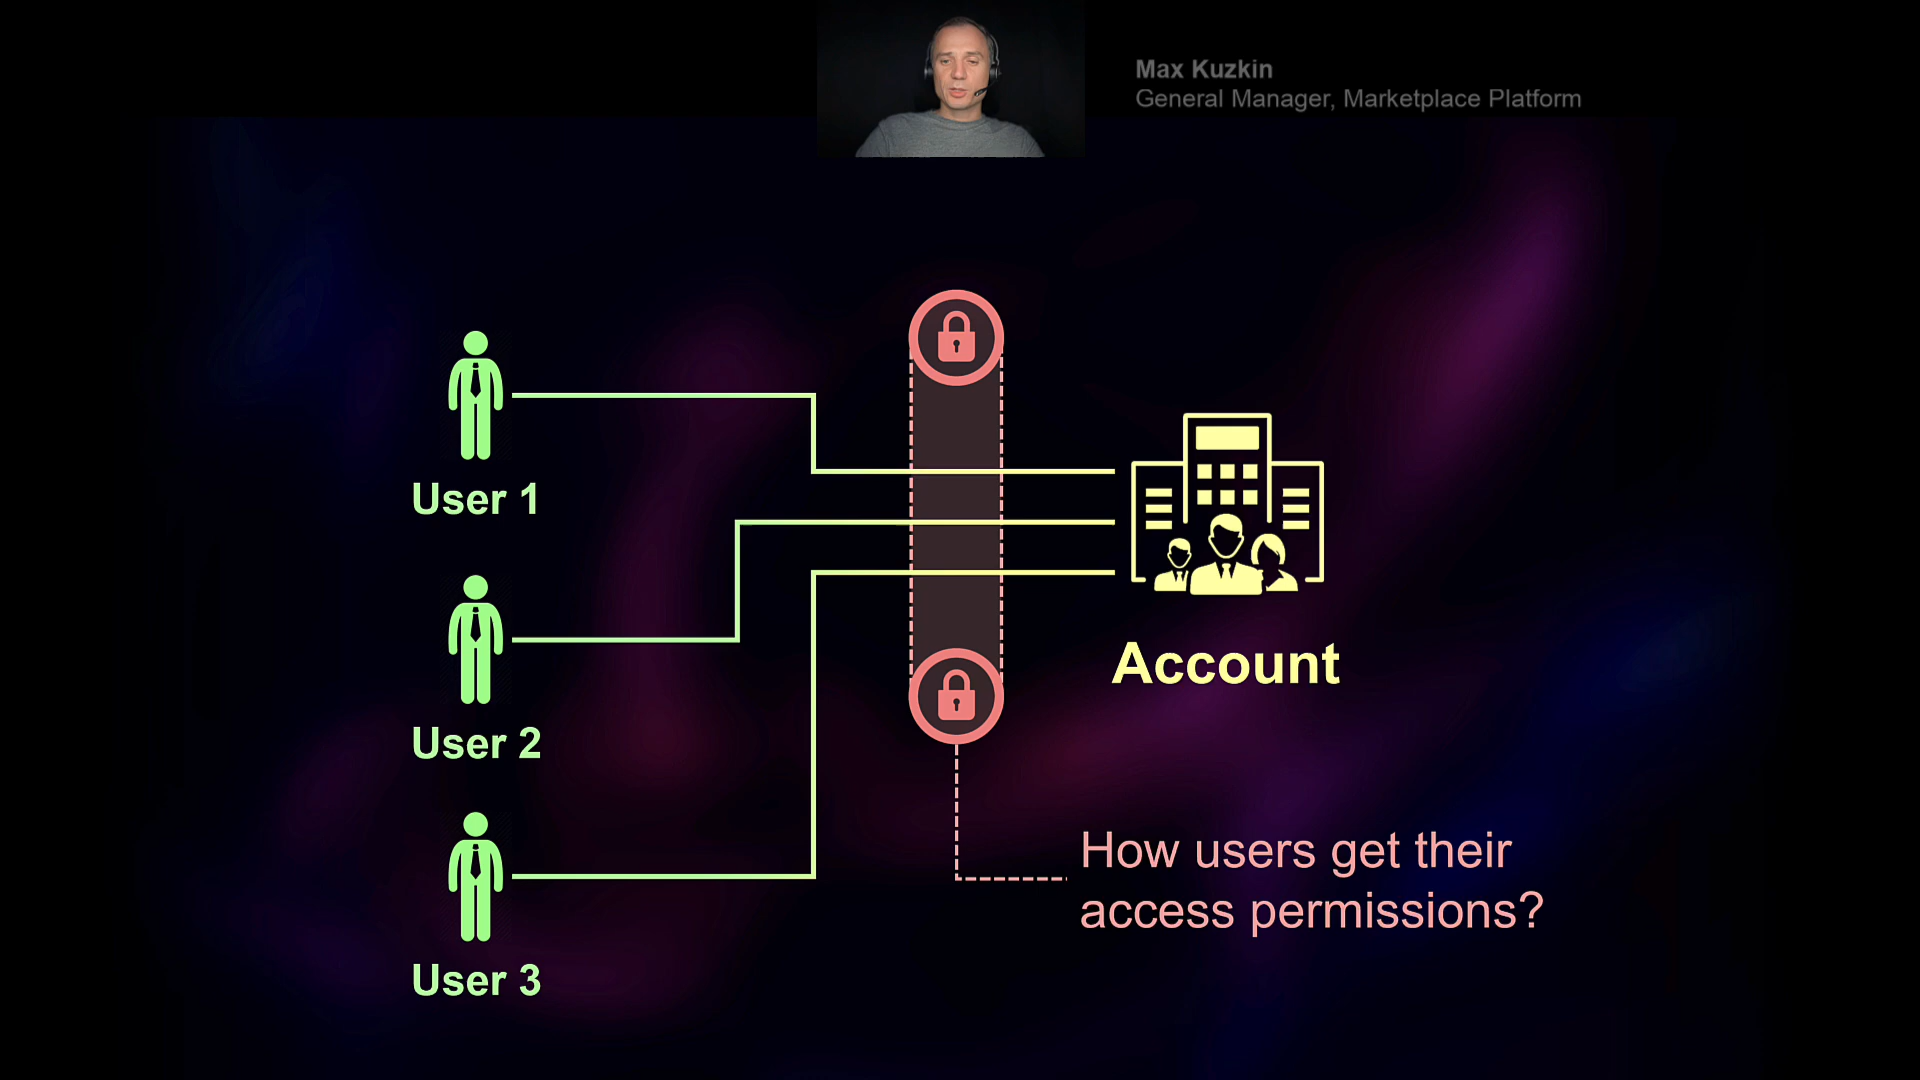 Max Kuzkin
General Manager, Marketplace Platform
User 1
User 2
User 3
Account
How users get their
access permissions?